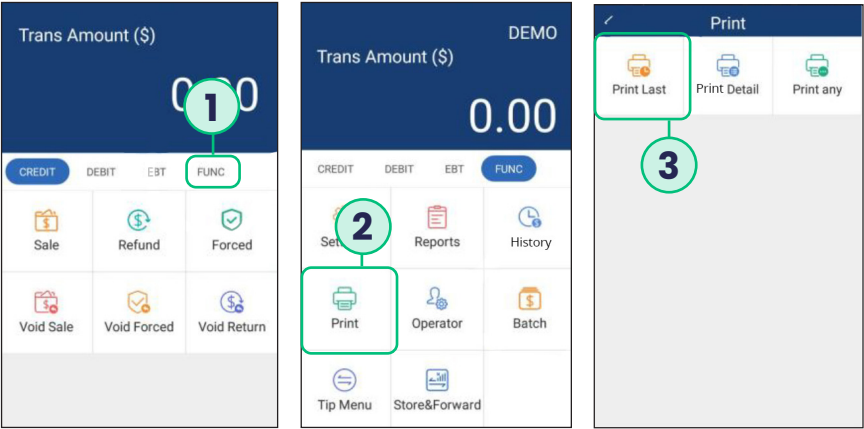 Trans Amount ($)
1
CREDIT DEBIT EBT FUNC
Sale Refund Forced
Void Sale Void Forced Void Return
DEMO
Trans Amount ($)
0.00
CREDIT DEBIT EBT FUNC
2
Reports History
Print Operator Batch
Tip Menu Store&Forward
Print
Print Last Print Detail Print any
3